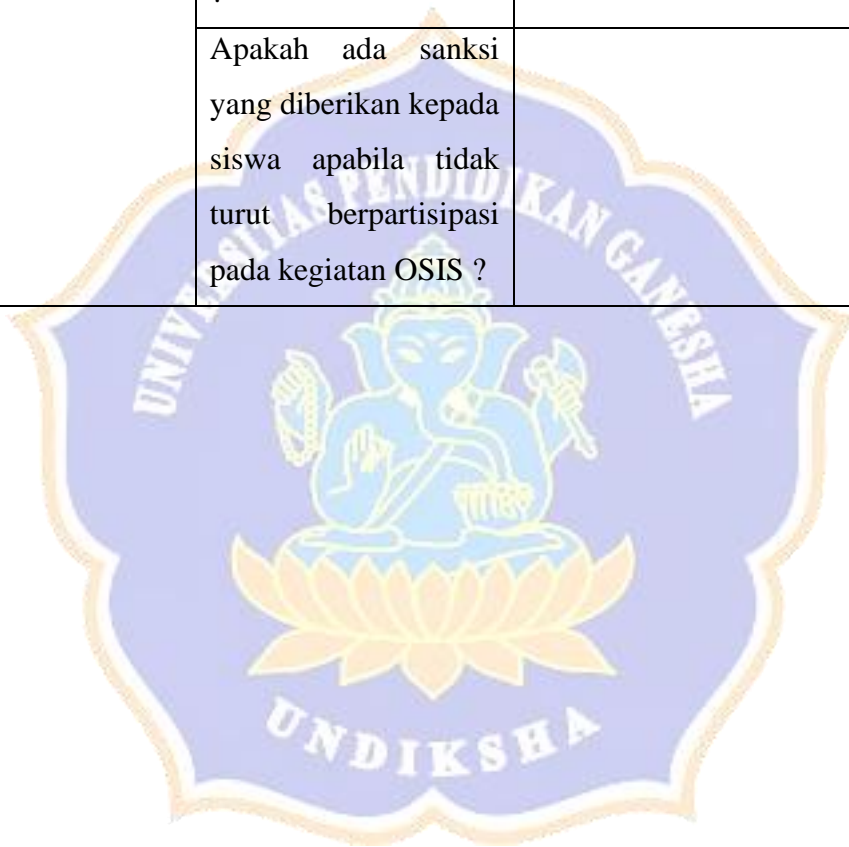 Apakah ada sanksi
yang diberikan kepada
siswa apabila tidak
turut berpartisipasi
pada kegiatan OSIS ?
UNIVERSITAS PENDIDIKAN GANESHA
UNDIKSHA